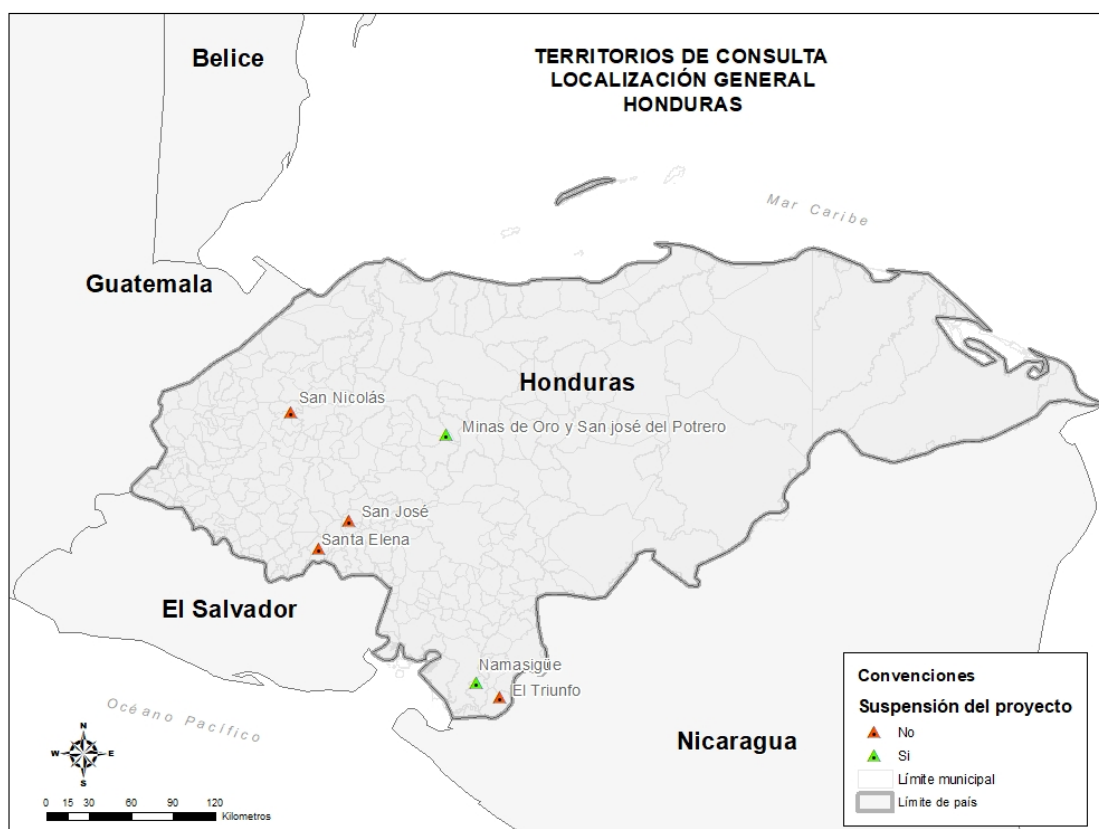 TERRITORIOS DE CONSULTA
LOCALIZACIÓN GENERAL
HONDURAS
Belice
Mar Caribe
Guatemala
Honduras
San Nicolás
Minas de Oro y San josé del Potrero
San José
Santa Elena
El Salvador
Namasigüe
El Triunfo
Océano Pacífico
Nicaragua
N
W E
S
0 15 30 60 90 120
Kilometros
Convenciones
Suspensión del proyecto
No
Si
Límite municipal
Límite de país